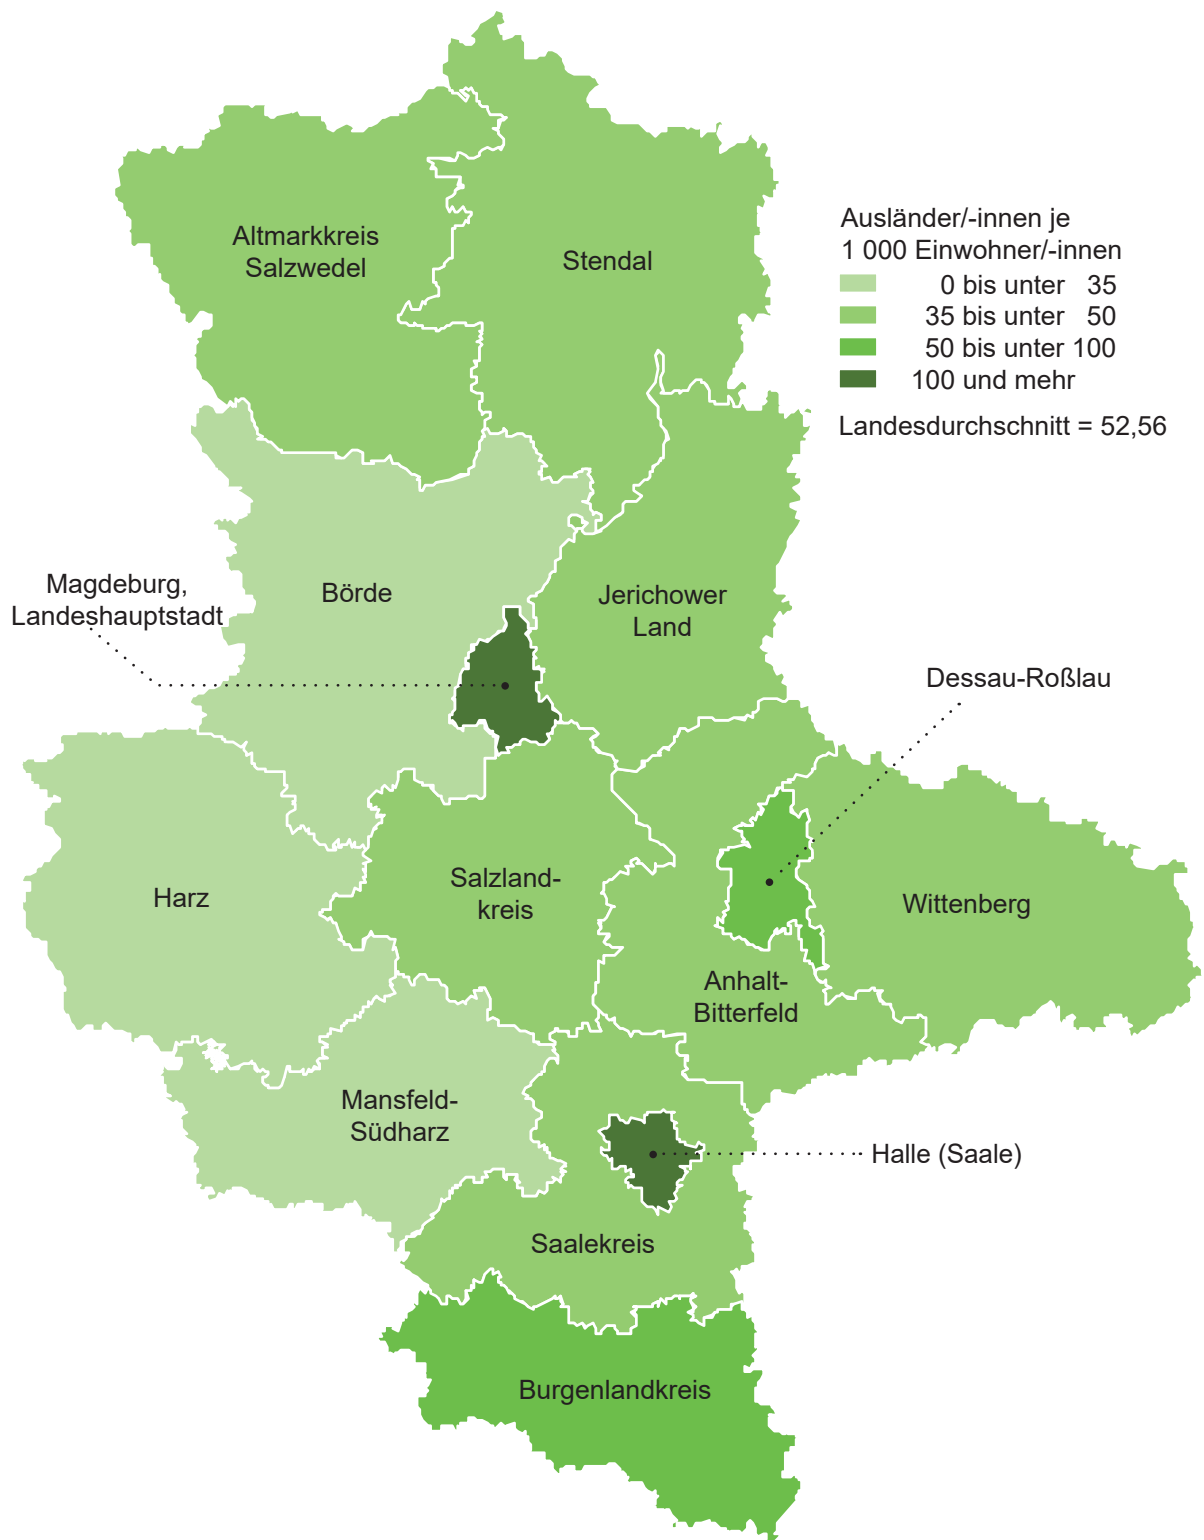 Altmarkkreis
Salzwedel
Stendal
Ausländer/-innen je
1 000 Einwohner/-innen
0 bis unter 35
35 bis unter 50
50 bis unter 100
100 und mehr
Landesdurchschnitt = 52,56
Magdeburg,
Landeshauptstadt
Börde
Jerichower
Land
Dessau-Roßlau
Harz
Salzland-
kreis
Wittenberg
Anhalt-
Bitterfeld
Mansfeld-
Südharz
Halle (Saale)
Saalekreis
Burgenlandkreis